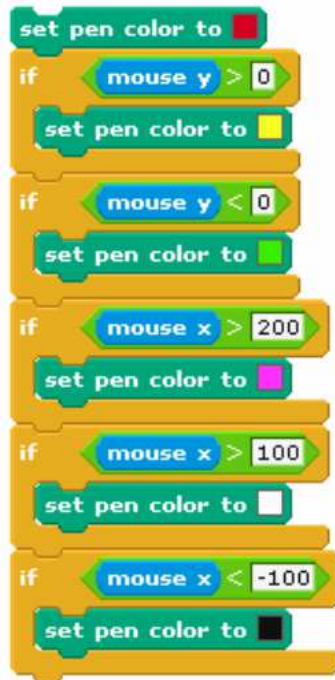 set pen color to
if mouse y > 0
set pen color to
if mouse y < 0
set pen color to
if mouse x > 200
set pen color to
if mouse x > 100
set pen color to
if mouse x < -100
set pen color to